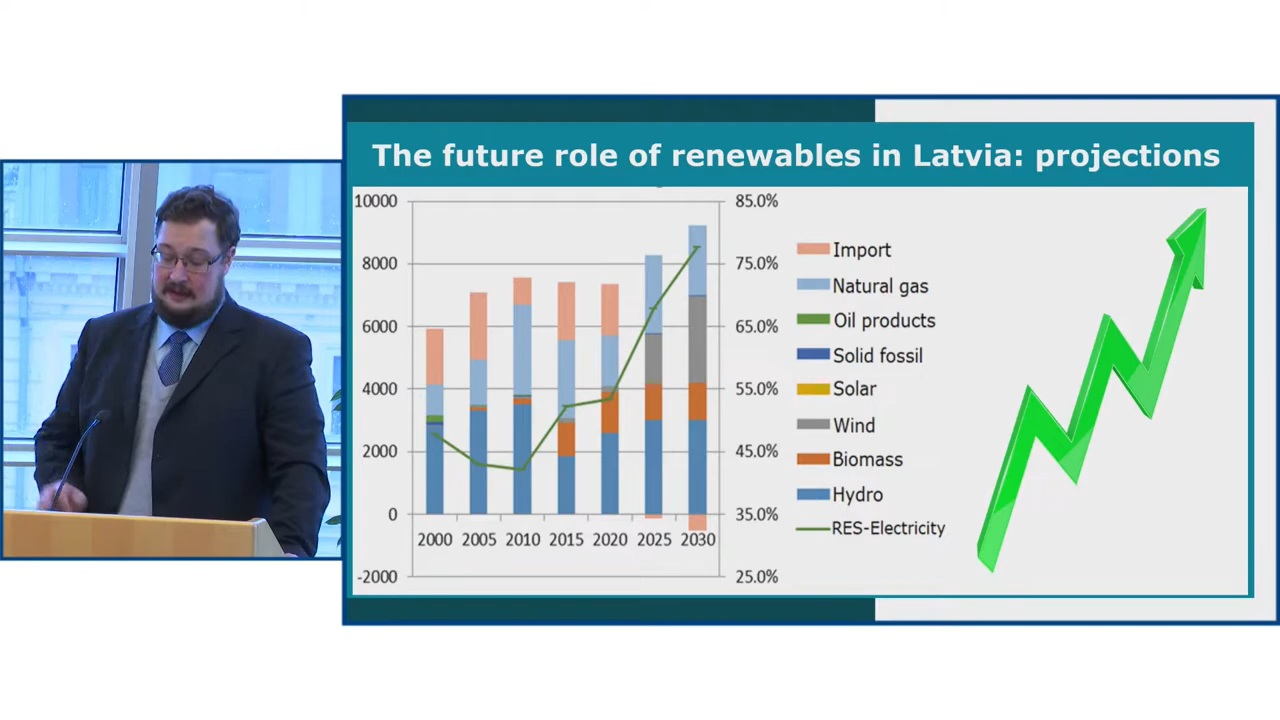 The future role of renewables in Latvia: projections
10000
8000
6000
4000
2000
0
-2000
85.0%
75.0%
65.0%
55.0%
45.0%
35.0%
25.0%
2000 2005 2010 2015 2020 2025 2030
Import
Natural gas
Oil products
Solid fossil
Solar
Wind
Biomass
Hydro
RES-Electricity